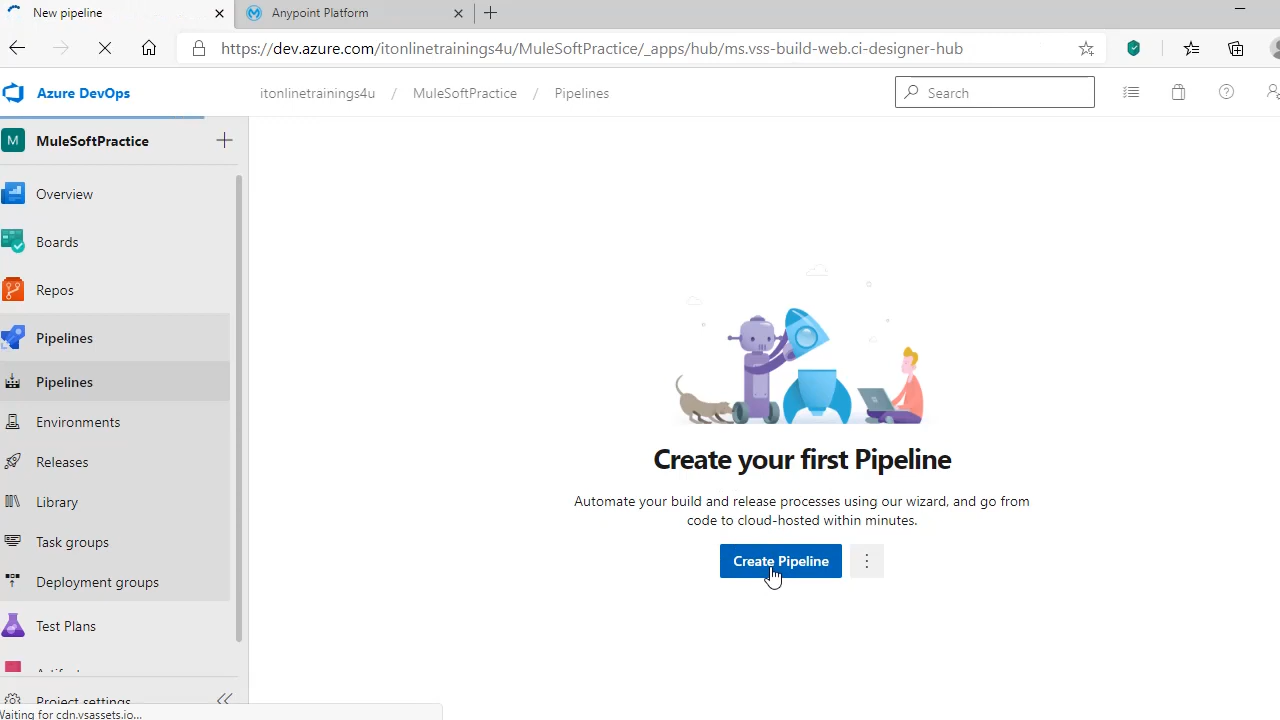 New pipeline
Anypoint Platform
https://dev.azure.com/itonlinetrainings4u/MuleSoftPractice/_apps/hub/ms.vss-build-web.ci-designer-hub
Azure DevOps
itonlinetrainings4u / MuleSoftPractice / Pipelines
Search
M MuleSoftPractice
Overview
Boards
Repos
Pipelines
Pipelines
Environments
Releases
Library
Task groups
Deployment groups
Test Plans
Artifacts
Project settings
Create your first Pipeline
Automate your build and release processes using our wizard, and go from
code to cloud-hosted within minutes.
Create Pipeline
Waiting for cdn.vsassets.io...